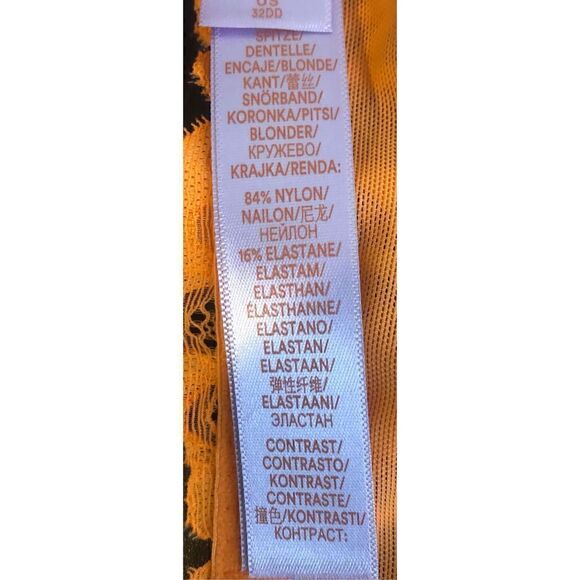 US
32DD
SPITZE/
DENTELLE/
ENCAJE/BLONDE/
KANT/蕾丝/
SNÖRBAND/
KORONKA/PITSI/
BLONDER/
КРУЖЕВО/
KRAJKA/RENDA:
84% NYLON/
NAILON/尼龙/
НЕЙЛОН
16% ELASTANE/
ELASTAM/
ELASTHAN/
ÉLASTHANNE/
ELASTANO/
ELASTAN/
ELASTAAN/
弹性纤维/
ELASTAANI/
ЭЛАСТАН
CONTRAST/
CONTRASTO/
KONTRAST/
CONTRASTE/
撞色/KONTRASTI/
КОНТРАСТ: